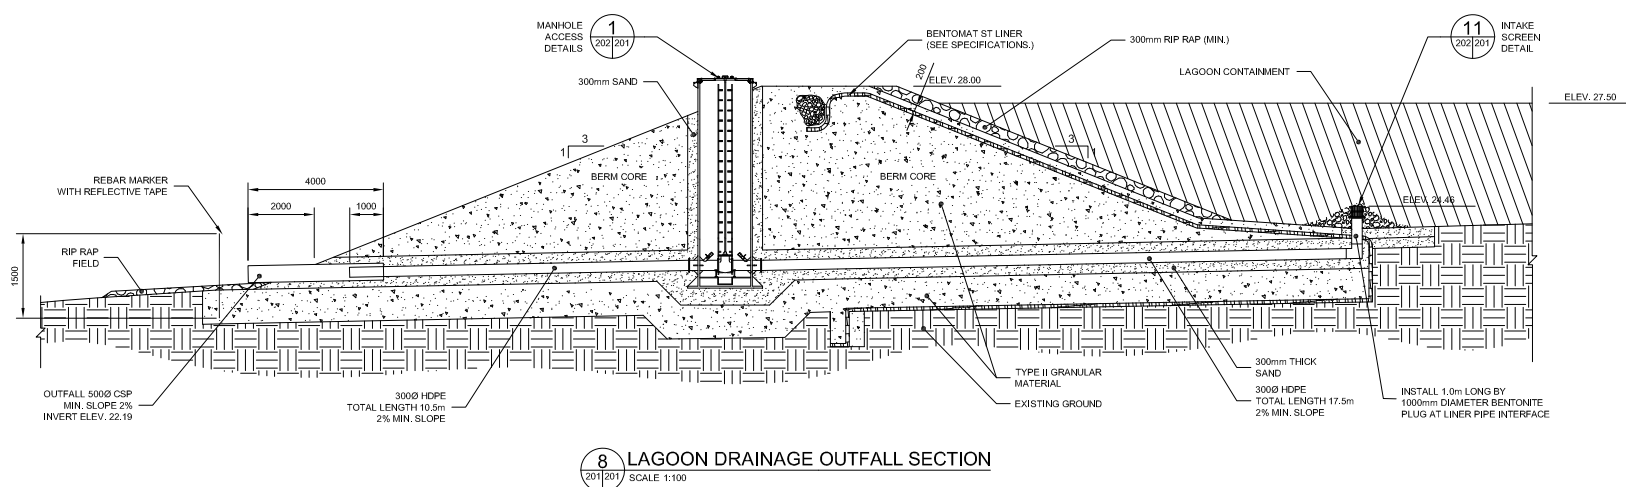 MANHOLE
ACCESS
DETAILS
1
202 201
BENTOMAT ST LINER
(SEE SPECIFICATIONS.)
300mm RIP RAP (MIN.)
11
202 201
INTAKE
SCREEN
DETAIL
300mm SAND
200
ELEV. 28.00
LAGOON CONTAINMENT
ELEV. 27.50
3
1
3
1
REBAR MARKER
WITH REFLECTIVE TAPE
4000
2000
1000
BERM CORE
BERM CORE
ELEV. 24.46
RIP RAP
FIELD
1500
OUTFALL 500Ø CSP
MIN. SLOPE 2%
INVERT ELEV. 22.19
300Ø HDPE
TOTAL LENGTH 10.5m
2% MIN. SLOPE
TYPE II GRANULAR
MATERIAL
EXISTING GROUND
300mm THICK
SAND
300Ø HDPE
TOTAL LENGTH 17.5m
2% MIN. SLOPE
INSTALL 1.0m LONG BY
1000mm DIAMETER BENTONITE
PLUG AT LINER PIPE INTERFACE
8
201 201
LAGOON DRAINAGE OUTFALL SECTION
SCALE 1:100